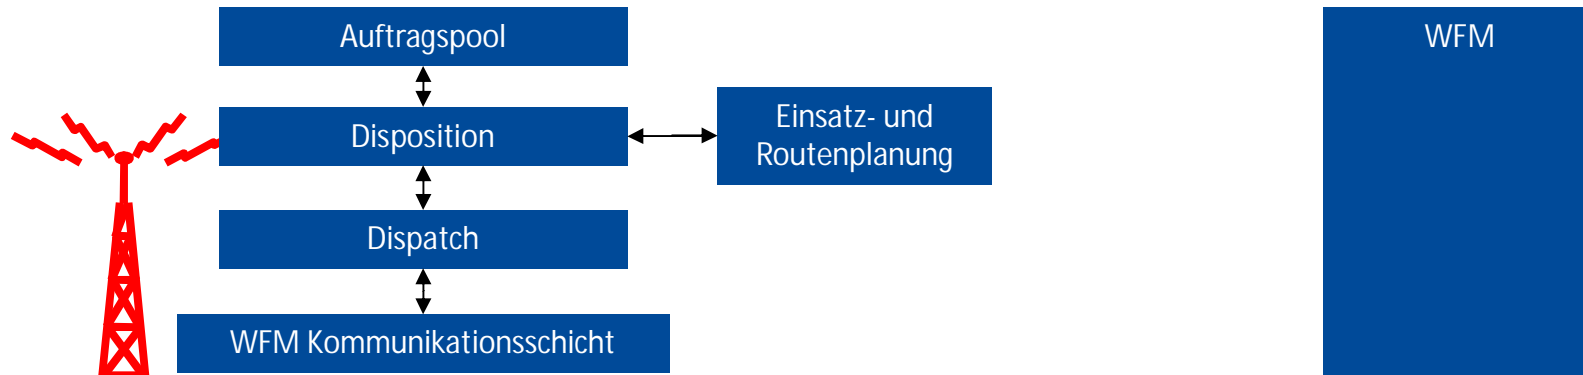 Auftragspool
WFM
Disposition
Einsatz- und
Routenplanung
Dispatch
WFM Kommunikationsschicht